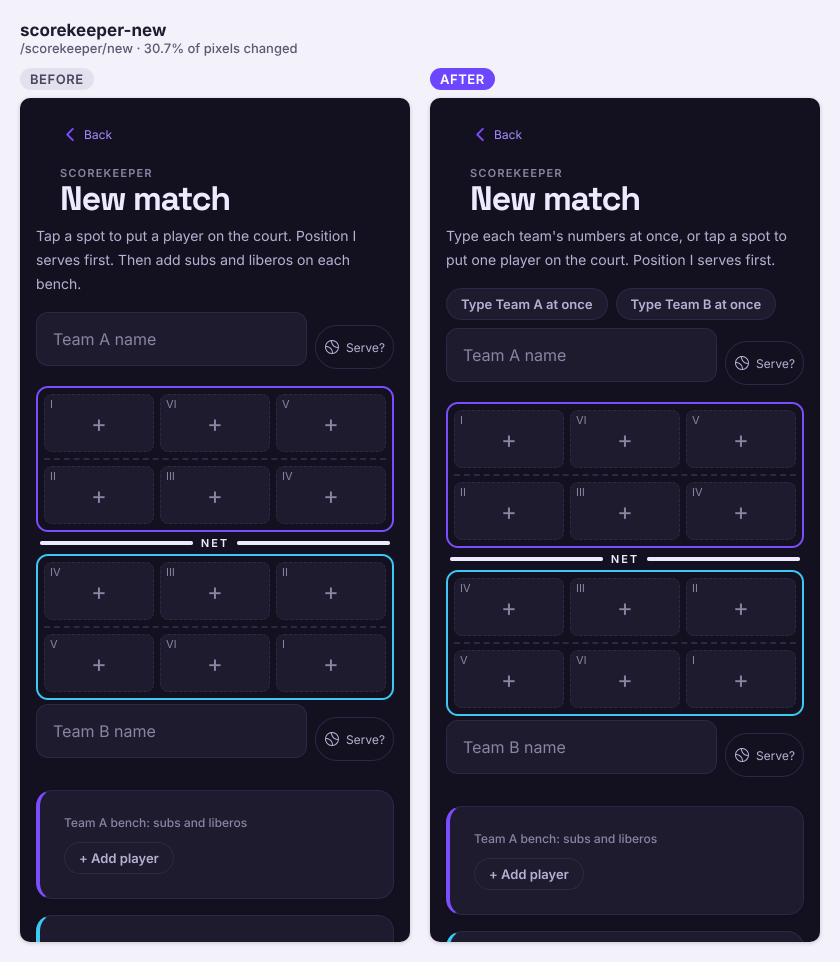 scorekeeper-new
/scorekeeper/new · 30.7% of pixels changed
BEFORE
Back
SCOREKEEPER
New match
Tap a spot to put a player on the court. Position I
serves first. Then add subs and liberos on each
bench.
Team A name
Serve?
I
VI
V
+
+
+
II
III
IV
+
+
+
NET
IV
III
II
+
+
+
V
VI
I
+
+
+
Team B name
Serve?
Team A bench: subs and liberos
+ Add player
AFTER
Back
SCOREKEEPER
New match
Type each team's numbers at once, or tap a spot to
put one player on the court. Position I serves first.
Type Team A at once
Type Team B at once
Team A name
Serve?
I
VI
V
+
+
+
II
III
IV
+
+
+
NET
IV
III
II
+
+
+
V
VI
I
+
+
+
Team B name
Serve?
Team A bench: subs and liberos
+ Add player